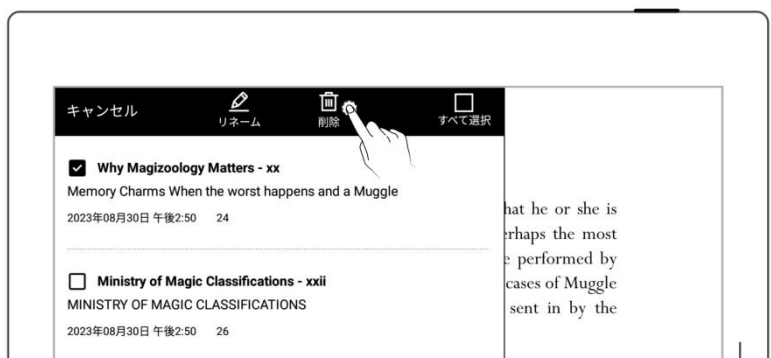 キャンセル
リネーム
削除
すべて選択
Why Magizoology Matters - xx
Memory Charms When the worst happens and a Muggle
2023年08月30日 午後2:50 24
Ministry of Magic Classifications - xxii
MINISTRY OF MAGIC CLASSIFICATIONS
2023年08月30日 午後2:50 26
hat he or she is
erhaps the most
e performed by
cases of Muggle
sent in by the